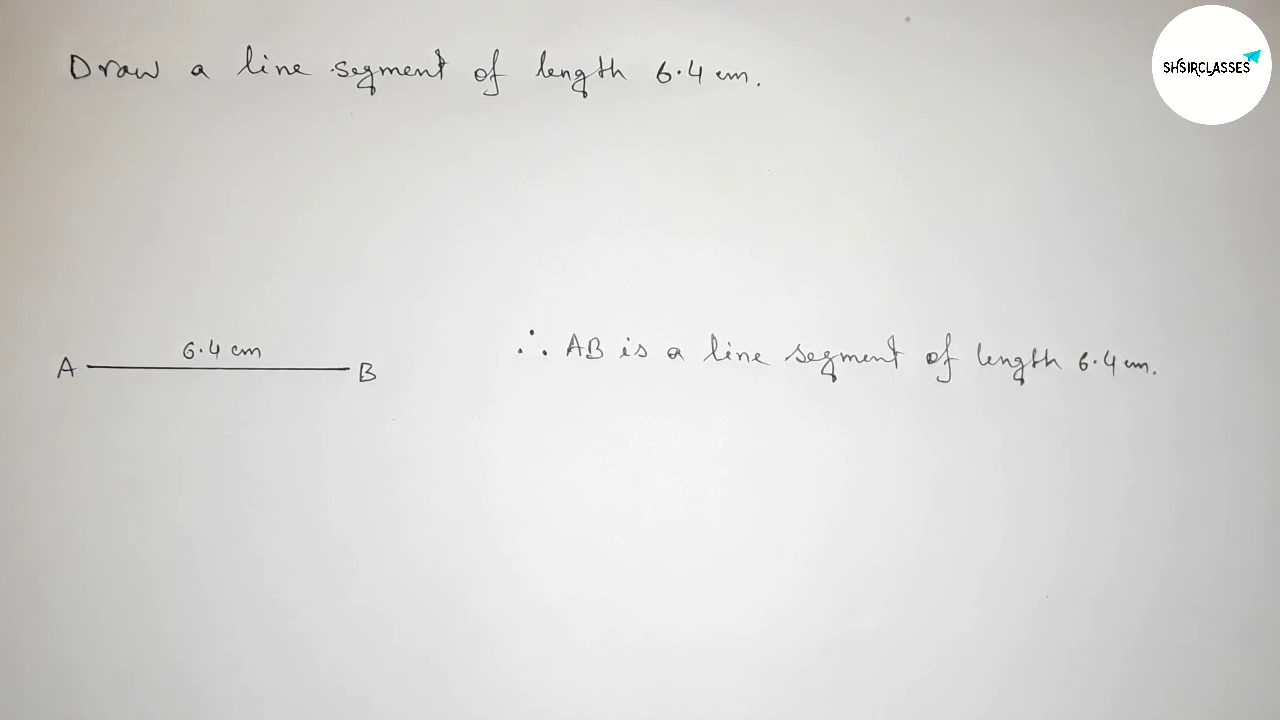 Draw a line segment of length 6.4 cm.
SHSIRCLASSES
6.4 cm
A B
∴ AB is a line segment of length 6.4 cm.